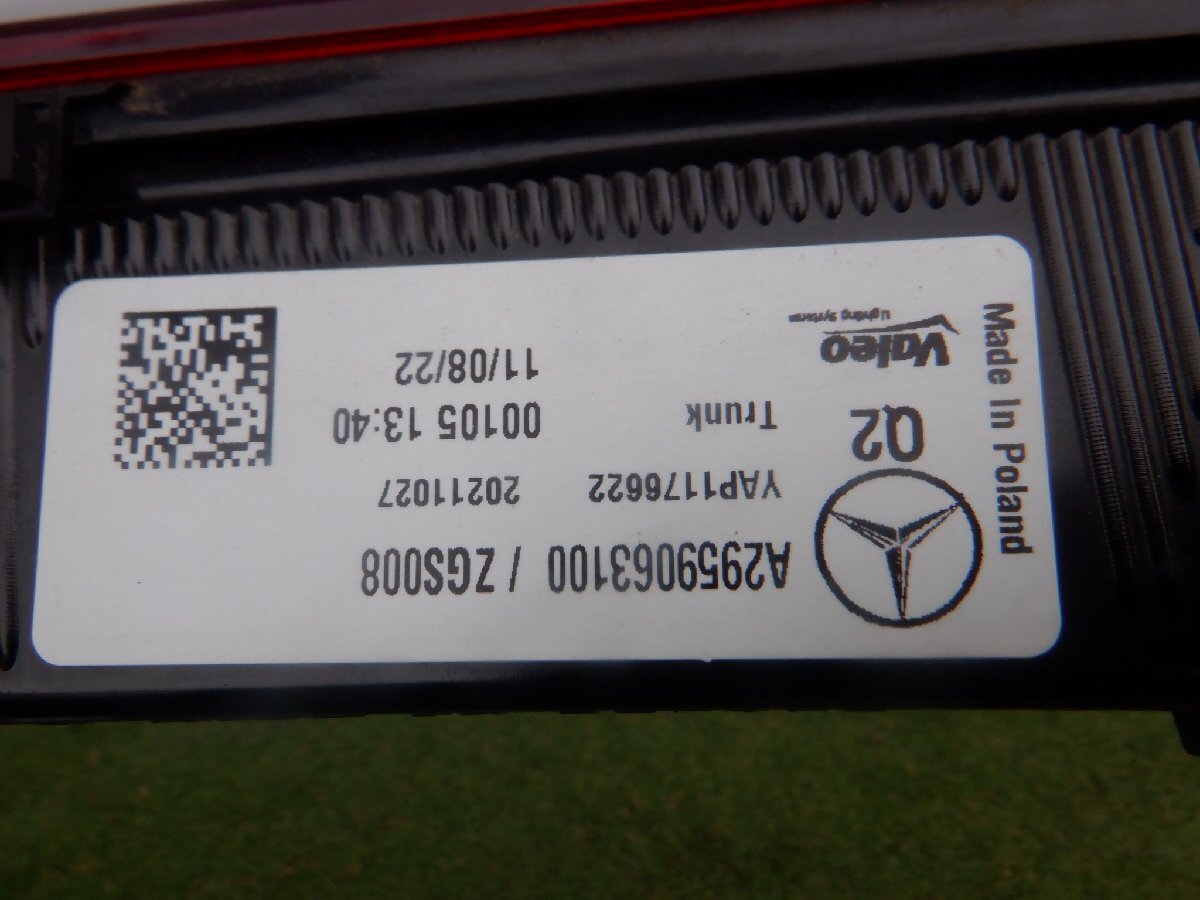 A2959063100 / ZGS008
YAP1176622 20211027
Q2 Trunk 00105 13:40
11/08/22
Valeo
Lighting Systems
Made In Poland